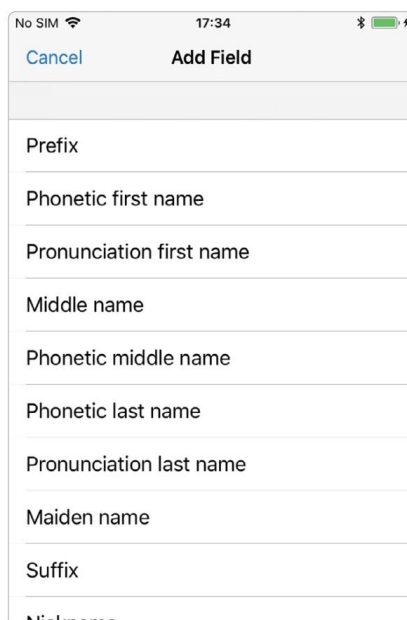 No SIM 17:34
Cancel Add Field
Prefix
Phonetic first name
Pronunciation first name
Middle name
Phonetic middle name
Phonetic last name
Pronunciation last name
Maiden name
Suffix